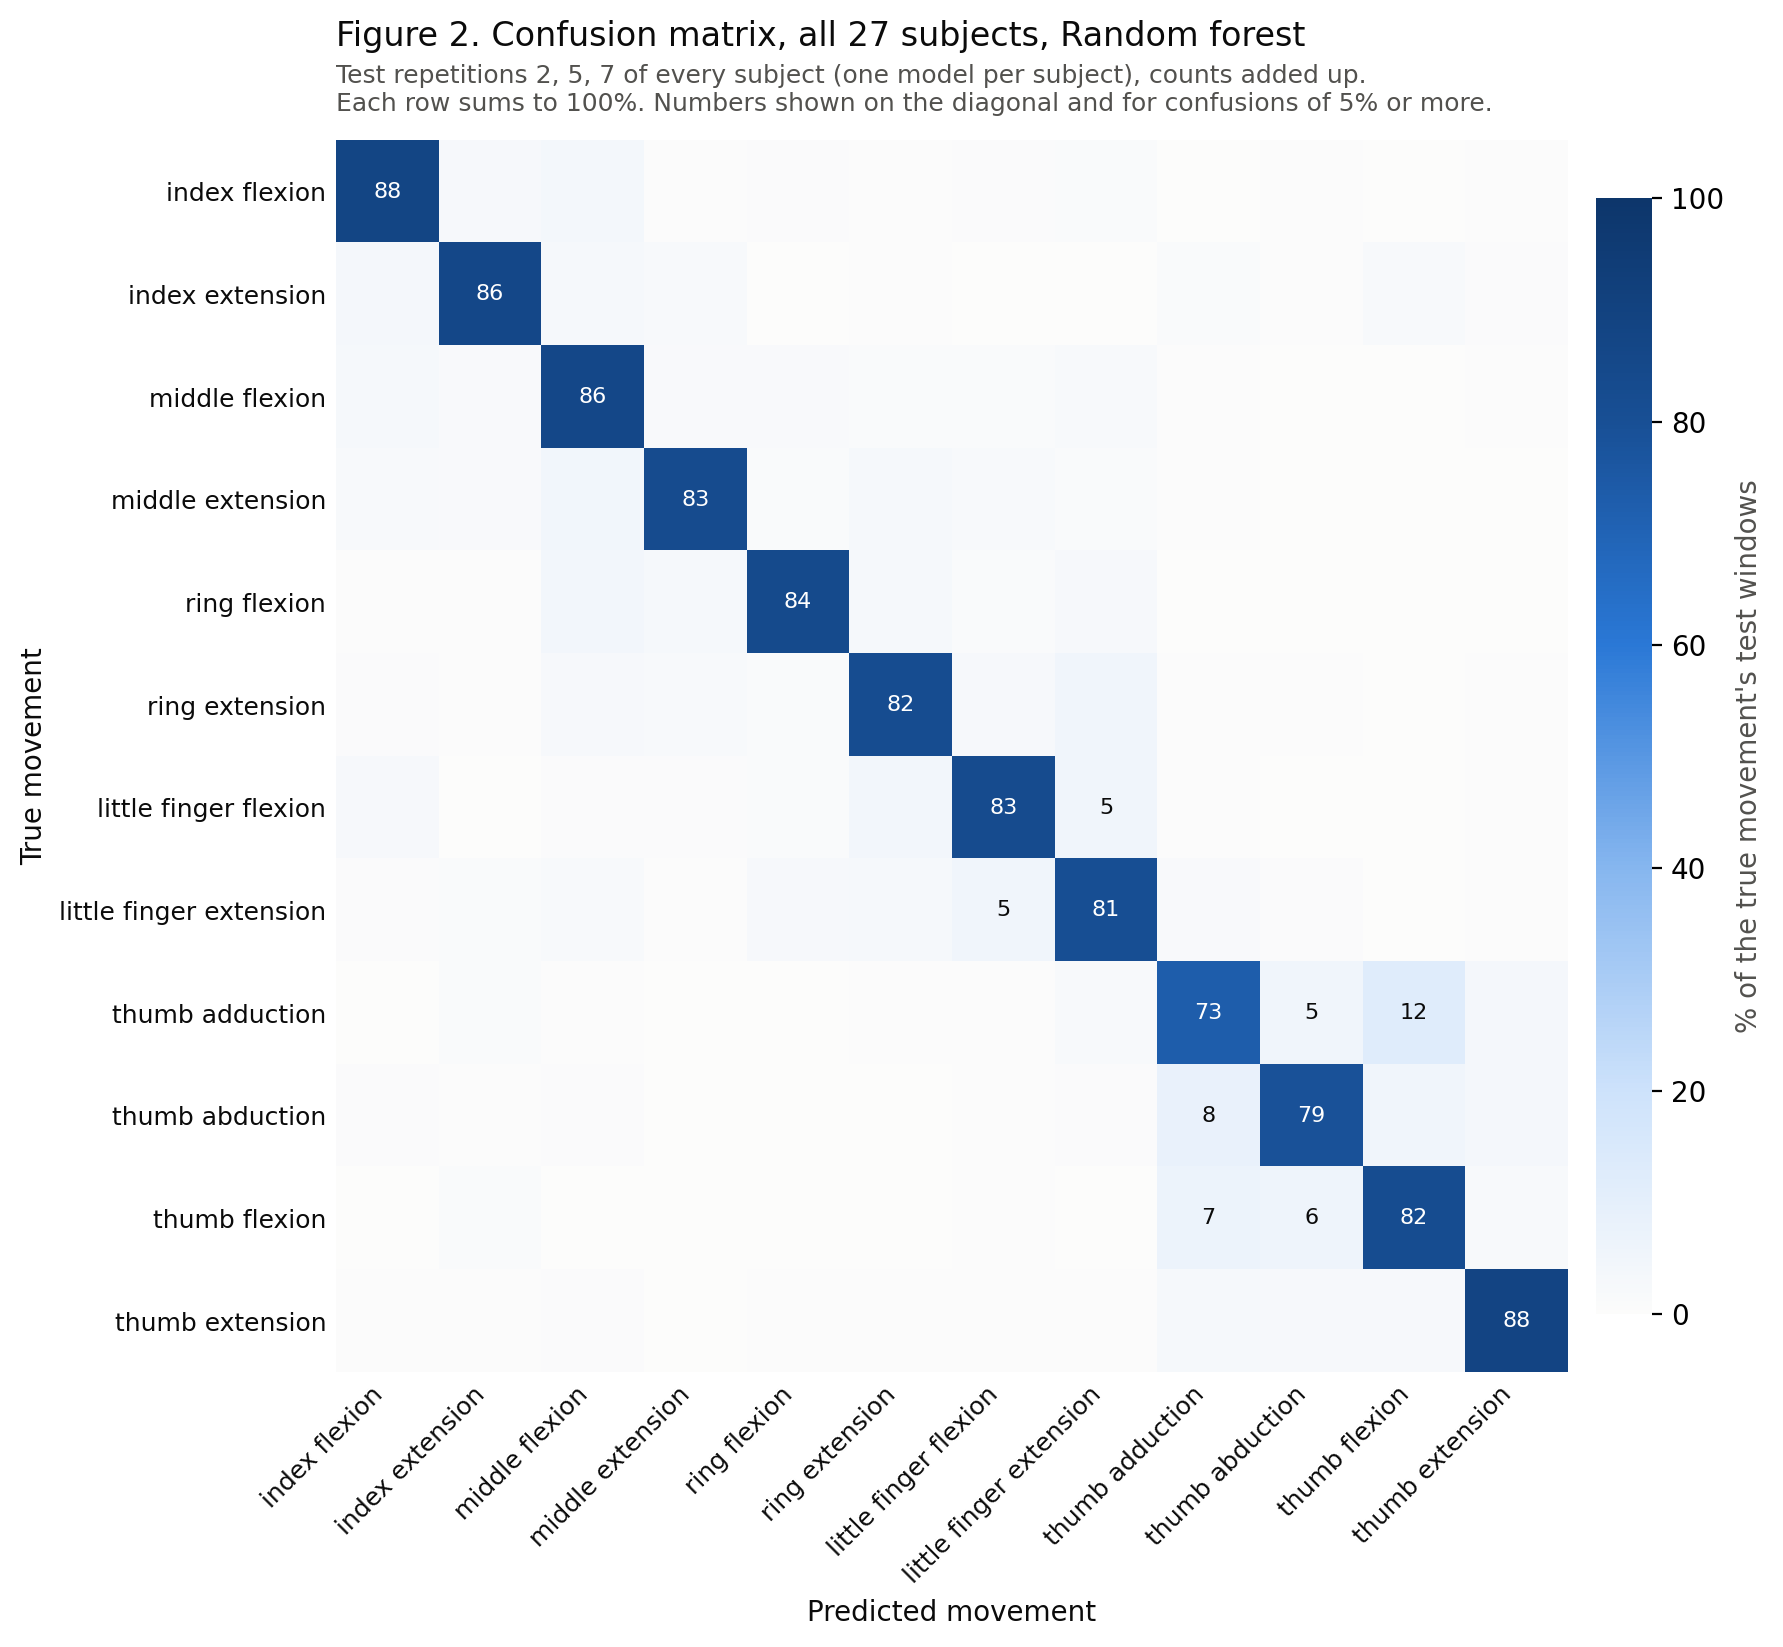 Figure 2. Confusion matrix, all 27 subjects, Random forest
Test repetitions 2, 5, 7 of every subject (one model per subject), counts added up.
Each row sums to 100%. Numbers shown on the diagonal and for confusions of 5% or more.
True movement
index flexion
88
index extension
86
middle flexion
86
middle extension
83
ring flexion
84
ring extension
82
little finger flexion
83 5
little finger extension
5 81
thumb adduction
73 5 12
thumb abduction
8 79
thumb flexion
7 6 82
thumb extension
88
index flexion
index extension
middle flexion
middle extension
ring flexion
ring extension
little finger flexion
little finger extension
thumb adduction
thumb abduction
thumb flexion
thumb extension
Predicted movement
100
80
60
40
20
0
% of the true movement's test windows